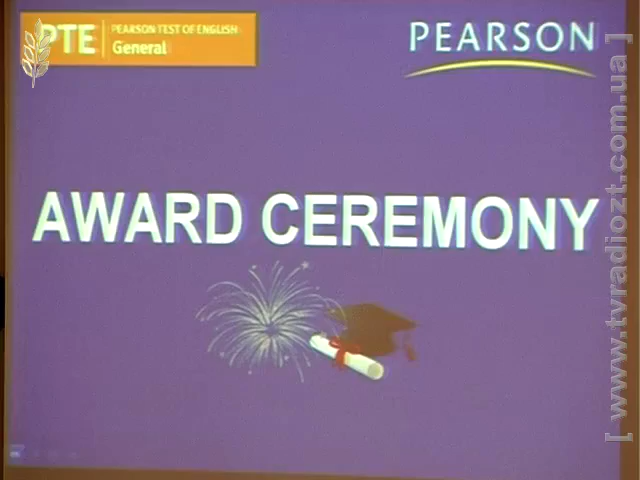 PTE
PEARSON TEST OF ENGLISH
General
PEARSON
AWARD CEREMONY
[ www.tvradiozt.com.ua ]